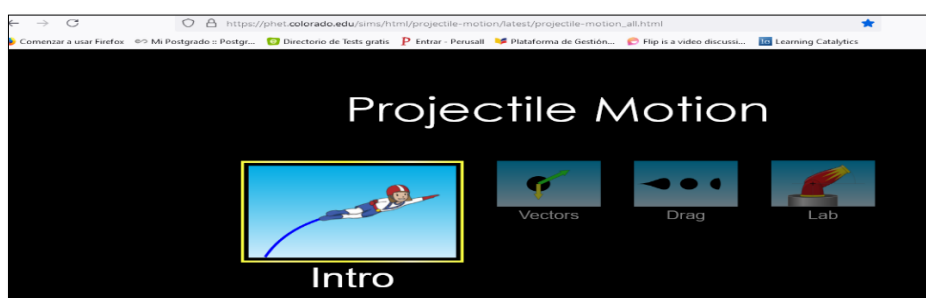 https://phet.colorado.edu/sims/html/projectile-motion/latest/projectile-motion_all.html
Comenzar a usar Firefox Mi Postgrado :: Postgr... Directorio de Tests gratis Entrar - Perusall Plataforma de Gestión... Flip is a video discussi... Learning Catalytics
Projectile Motion
Vectors Drag Lab
Intro